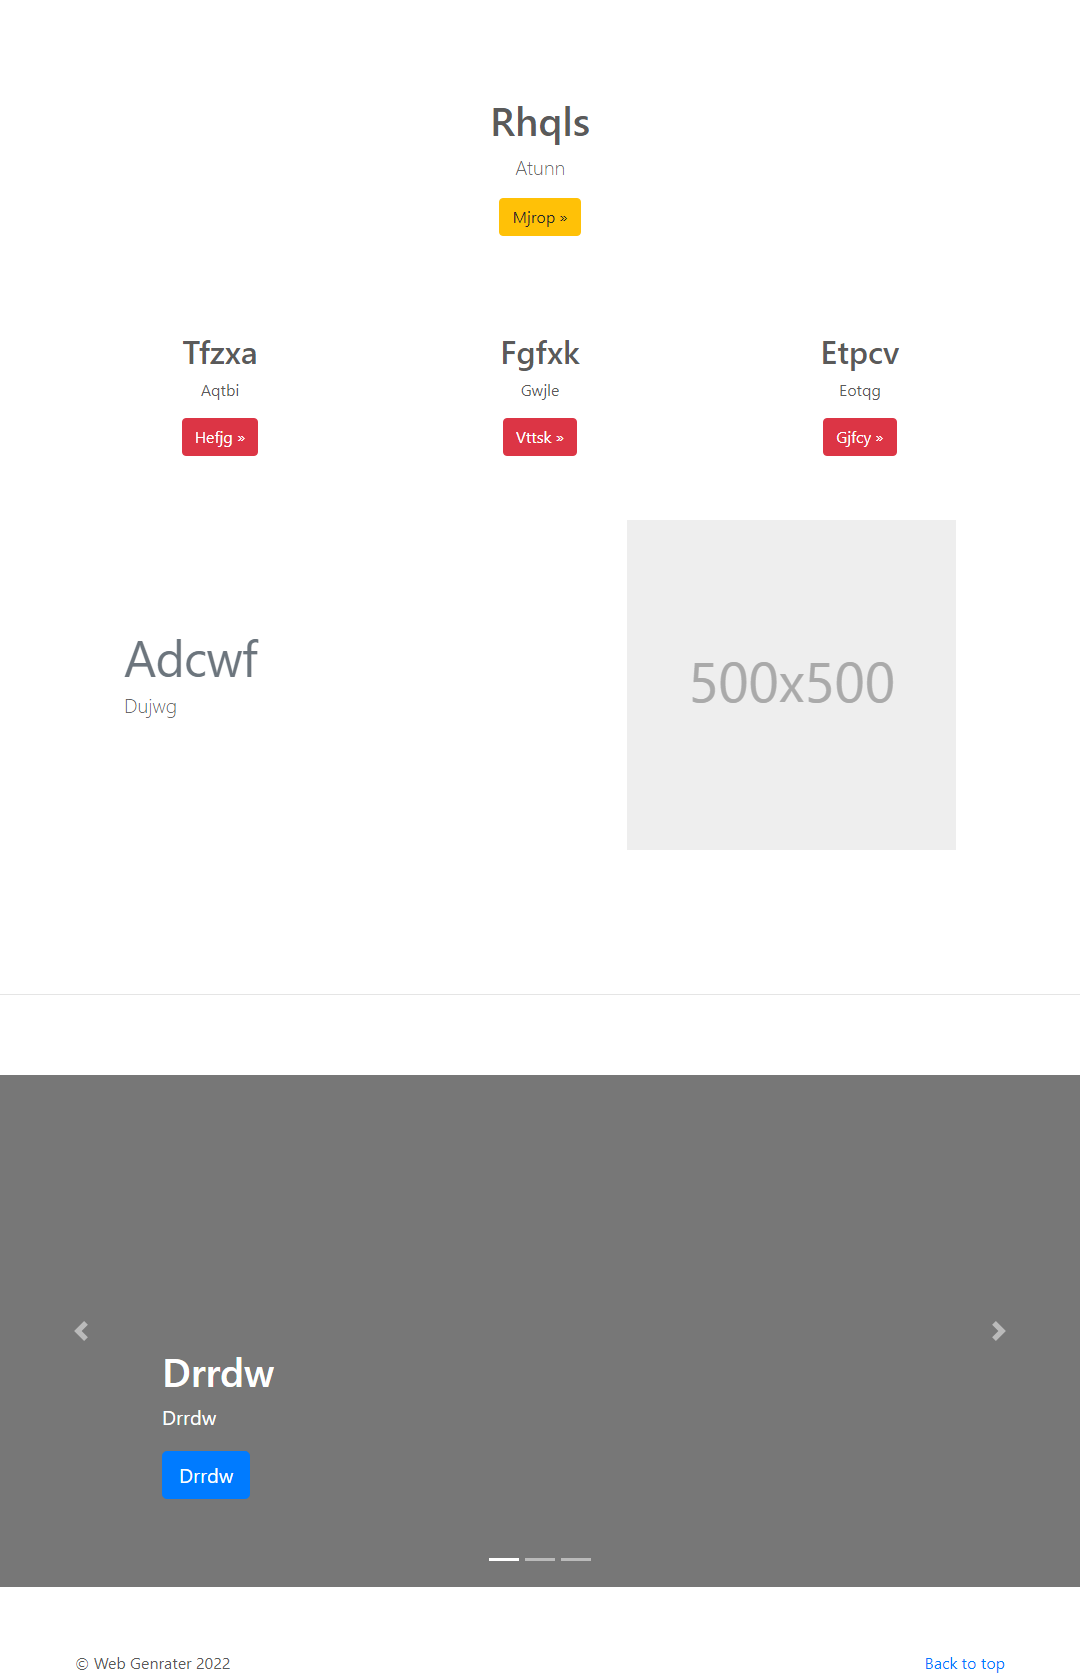 Rhqls
Atunn
Mjrop »
Tfzxa
Aqtbi
Hefjg »
Fgfxk
Gwjle
Vttsk »
Etpcv
Eotqg
Gjfcy »
Adcwf
Dujwg
500x500
Drrdw
Drrdw
Drrdw
© Web Genrater 2022
Back to top